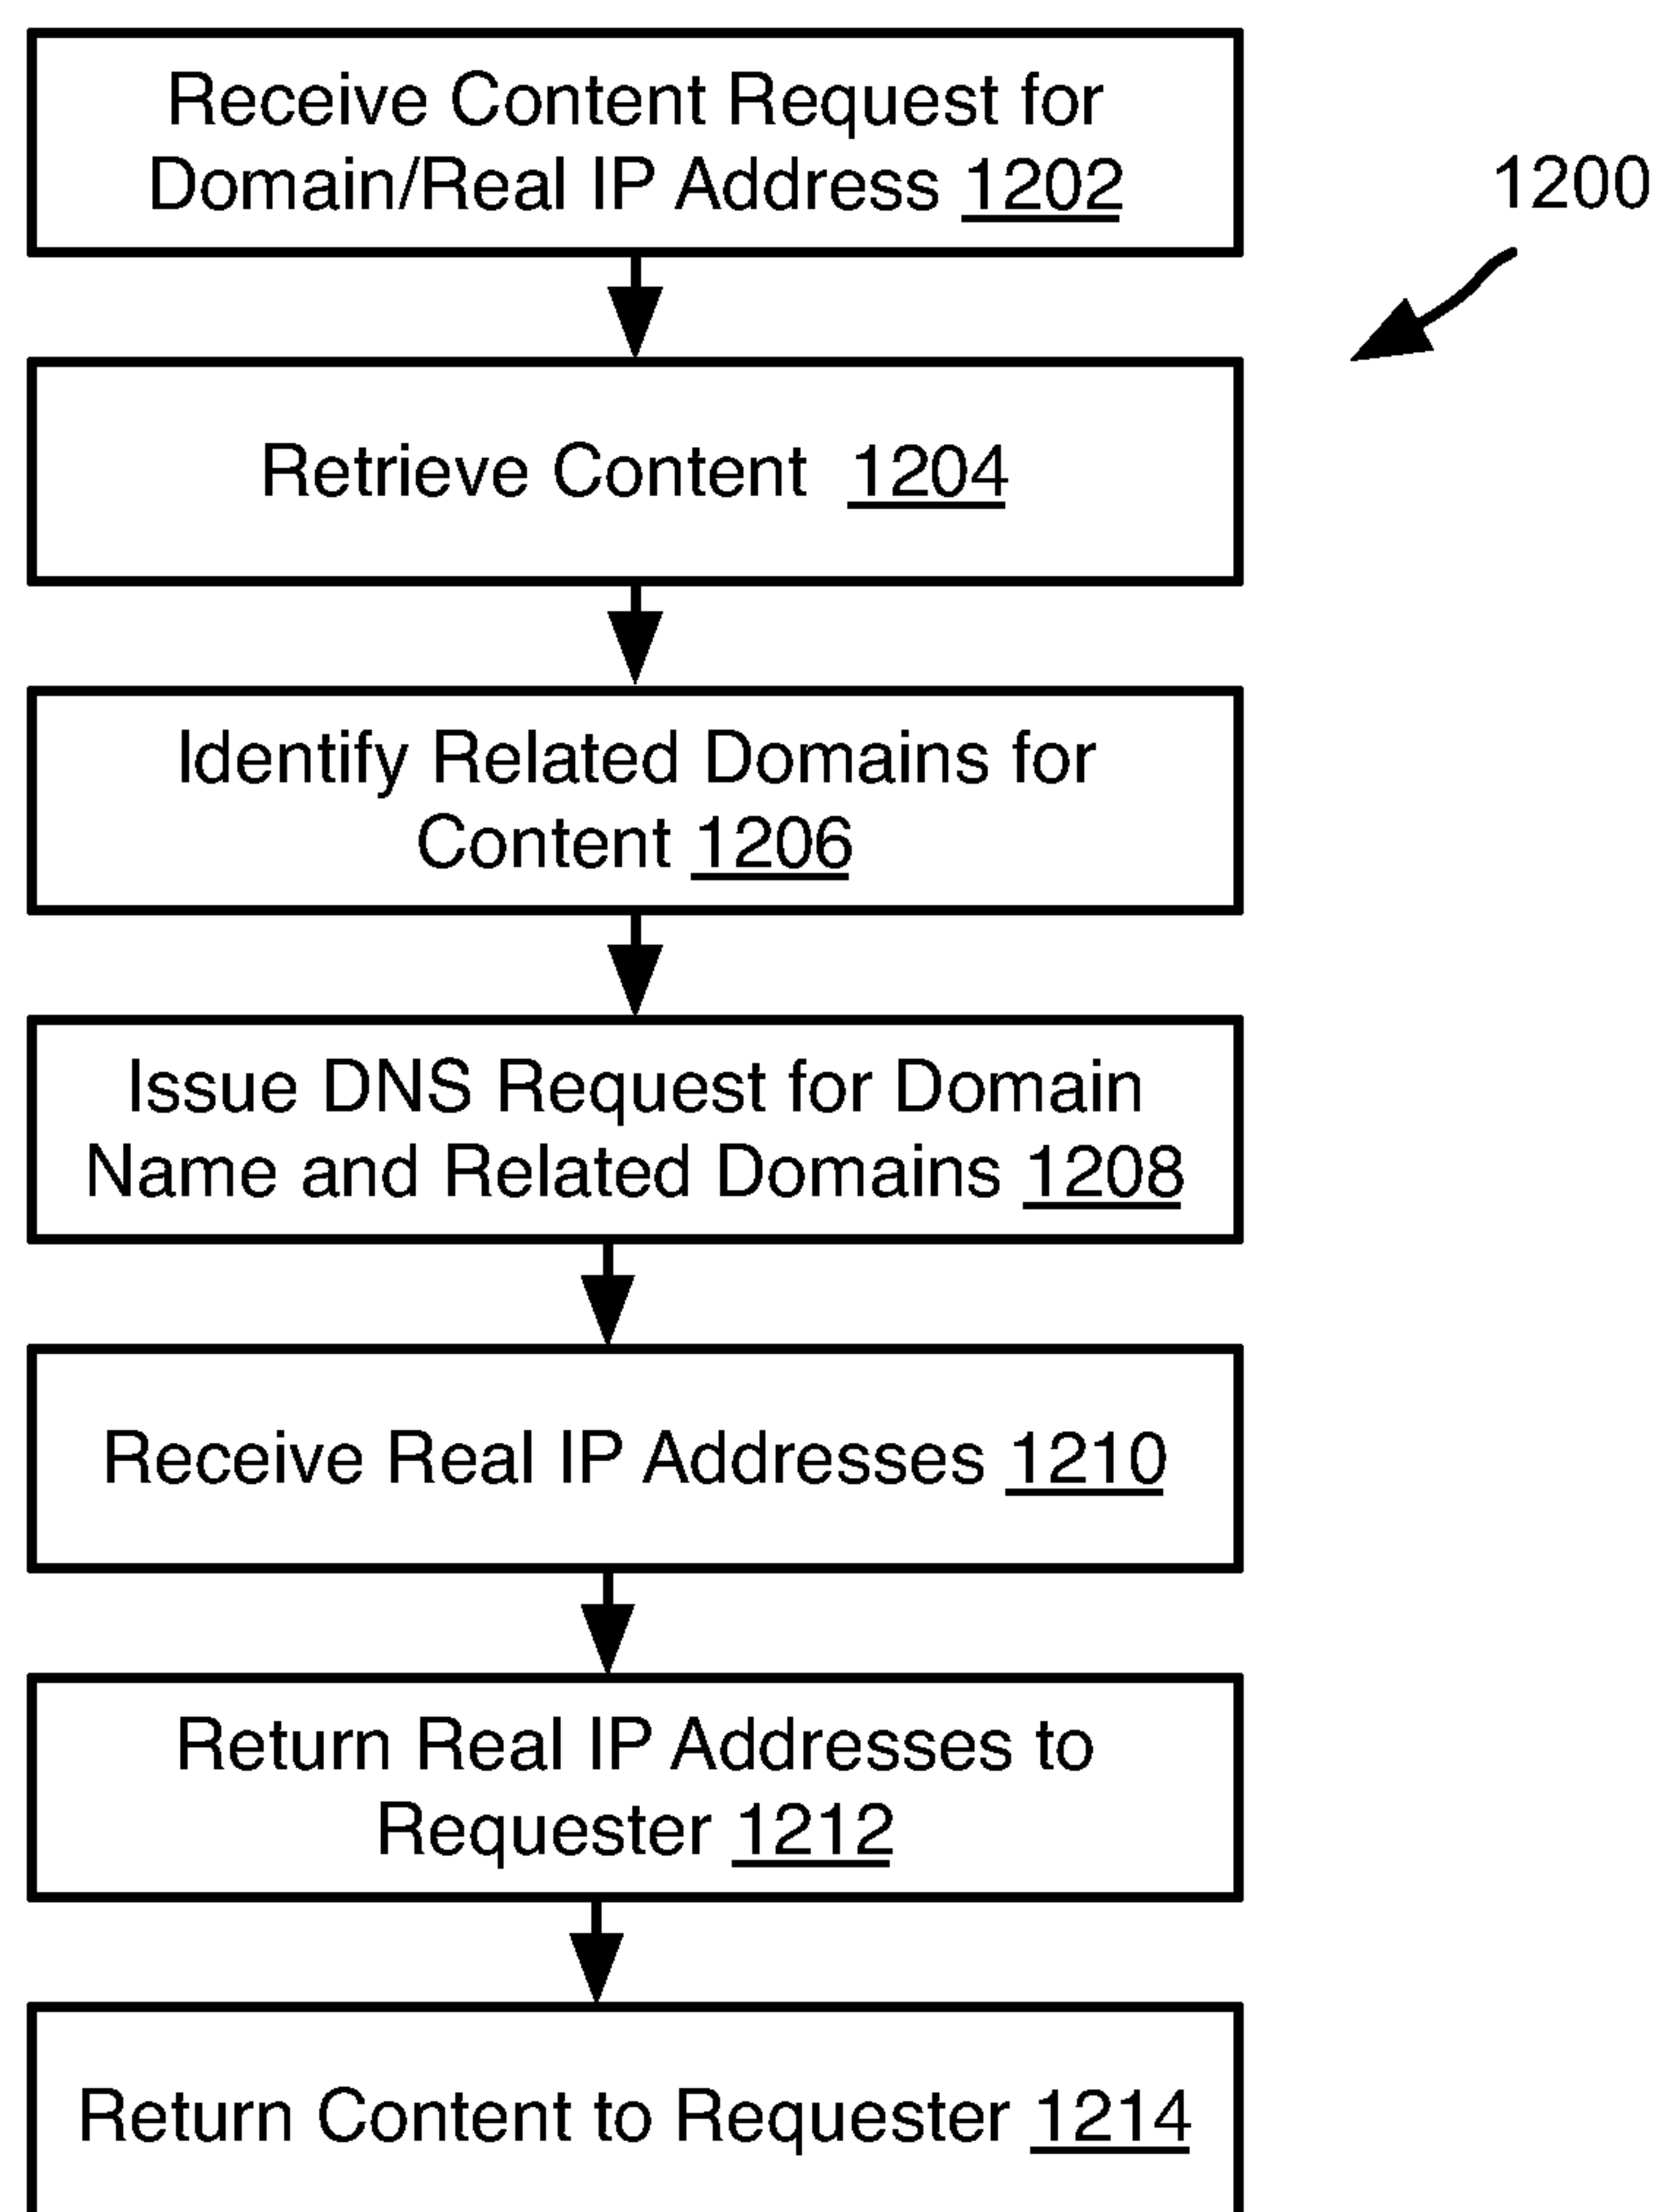 Receive Content Request for
Domain/Real IP Address 1202
1200
Retrieve Content 1204
Identify Related Domains for
Content 1206
Issue DNS Request for Domain
Name and Related Domains 1208
Receive Real IP Addresses 1210
Return Real IP Addresses to
Requester 1212
Return Content to Requester 1214